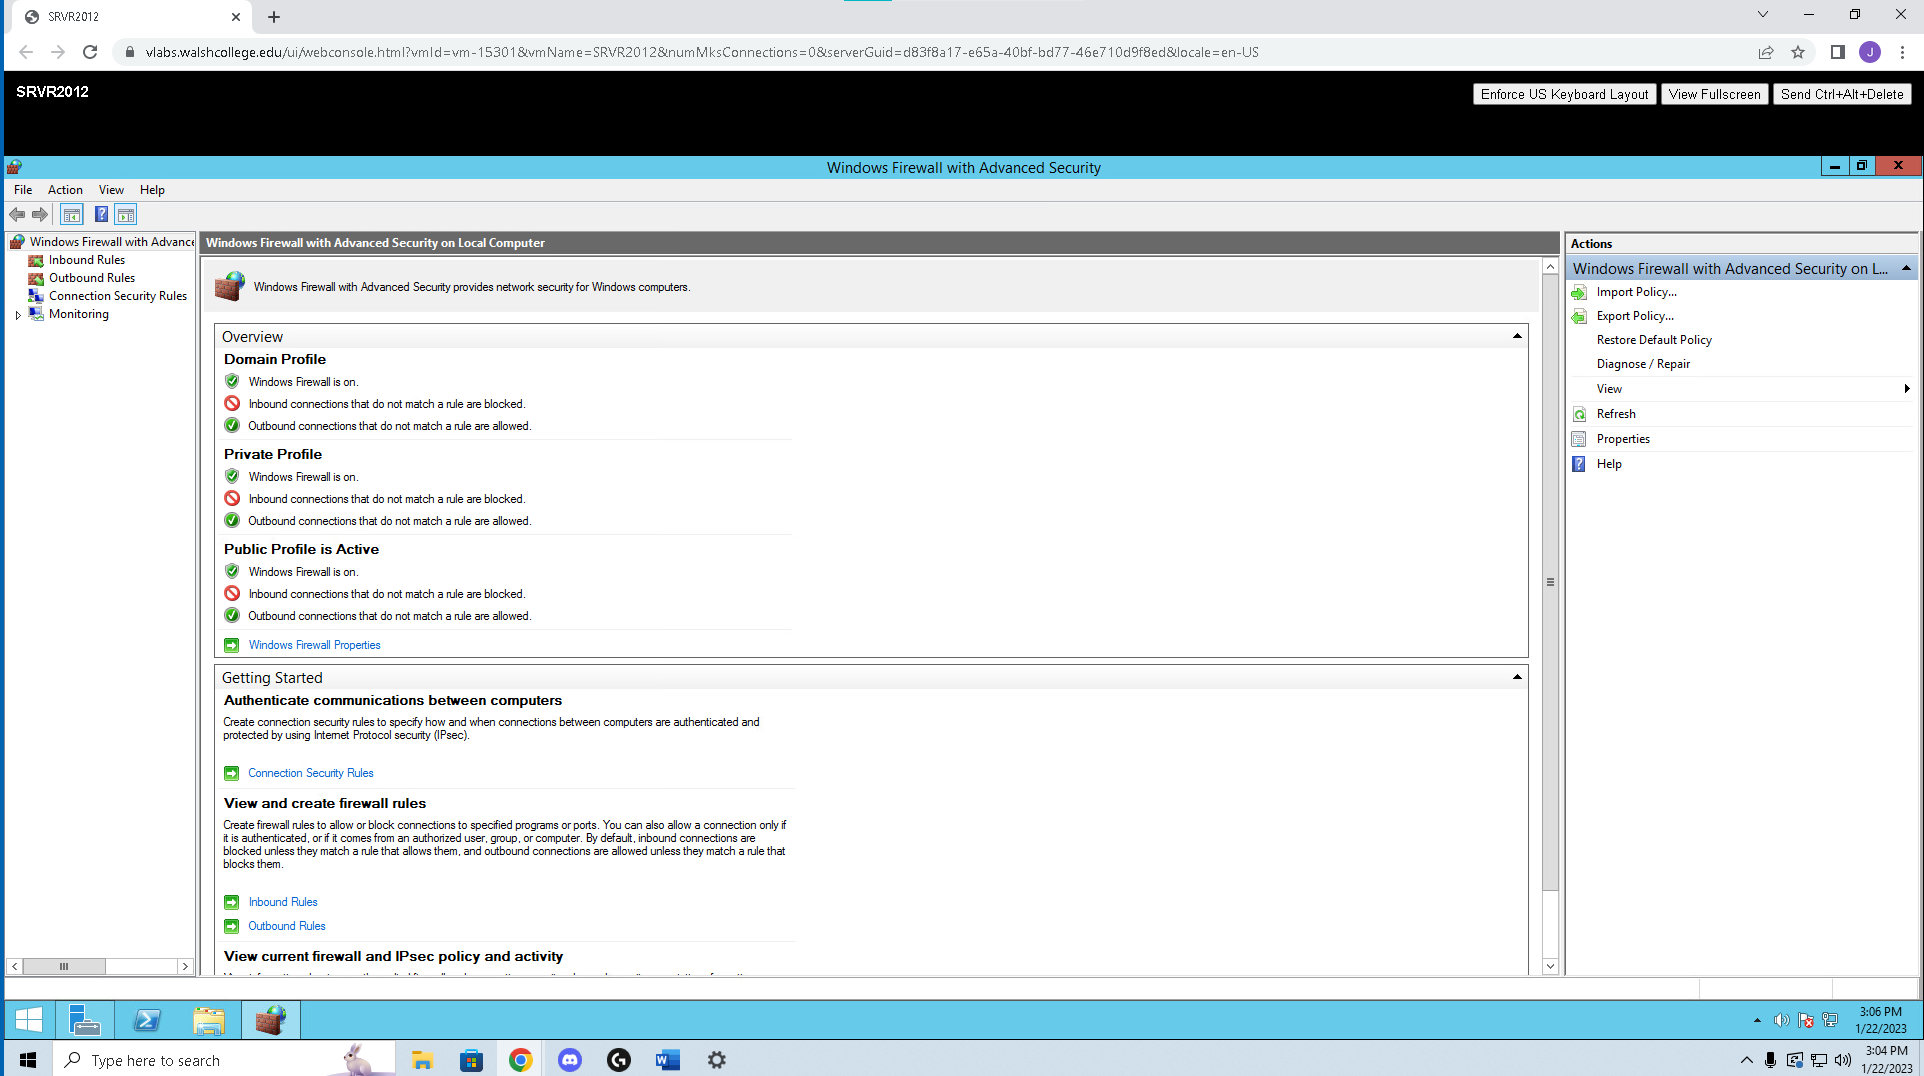 SRVR2012
vlabs.walshcollege.edu/ui/webconsole.html?vmId=vm-15301&vmName=SRVR2012&numMksConnections=0&serverGuid=d83f8a17-e65a-40bf-bd77-46e710d9f8ed&locale=en-US
J
SRVR2012
Enforce US Keyboard Layout
View Fullscreen
Send Ctrl+Alt+Delete
Windows Firewall with Advanced Security
File Action View Help
Windows Firewall with Advance
Inbound Rules
Outbound Rules
Connection Security Rules
Monitoring
Windows Firewall with Advanced Security on Local Computer
Windows Firewall with Advanced Security provides network security for Windows computers.
Overview
Domain Profile
Windows Firewall is on.
Inbound connections that do not match a rule are blocked.
Outbound connections that do not match a rule are allowed.
Private Profile
Windows Firewall is on.
Inbound connections that do not match a rule are blocked.
Outbound connections that do not match a rule are allowed.
Public Profile is Active
Windows Firewall is on.
Inbound connections that do not match a rule are blocked.
Outbound connections that do not match a rule are allowed.
Windows Firewall Properties
Getting Started
Authenticate communications between computers
Create connection security rules to specify how and when connections between computers are authenticated and
protected by using Internet Protocol security (IPsec).
Connection Security Rules
View and create firewall rules
Create firewall rules to allow or block connections to specified programs or ports. You can also allow a connection only if
it is authenticated, or if it comes from an authorized user, group, or computer. By default, inbound connections are
blocked unless they match a rule that allows them, and outbound connections are allowed unless they match a rule that
blocks them.
Inbound Rules
Outbound Rules
View current firewall and IPsec policy and activity
Actions
Windows Firewall with Advanced Security on L...
Import Policy...
Export Policy...
Restore Default Policy
Diagnose / Repair
View
Refresh
Properties
Help
3:06 PM
1/22/2023
Type here to search
3:04 PM
1/22/2023